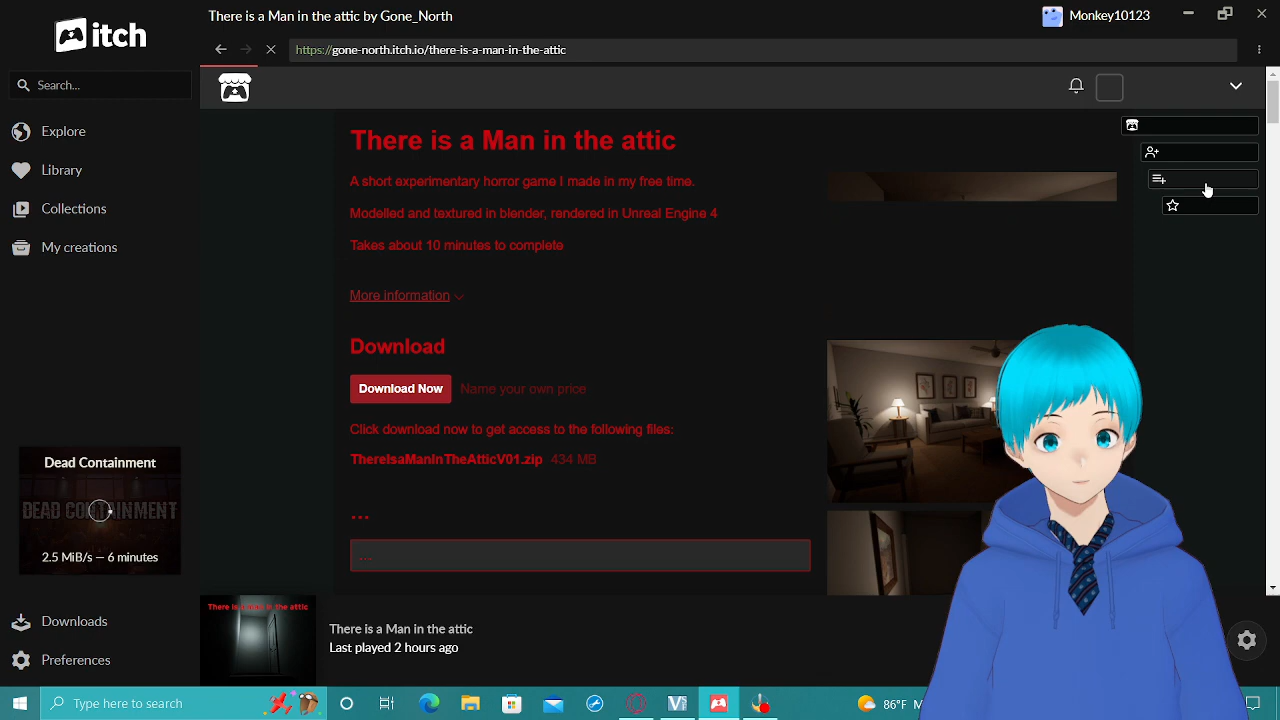 There is a Man in the attic by Gone_North
Monkey10123
itch
https://gone-north.itch.io/there-is-a-man-in-the-attic
Search...
Explore
Library
Collections
My creations
There is a Man in the attic
A short experimentary horror game I made in my free time.
Modelled and textured in blender, rendered in Unreal Engine 4
Takes about 10 minutes to complete
More information
Download
Download Now
Name your own price
Click download now to get access to the following files:
ThereIsaManInTheAtticV01.zip 434 MB
...
...
Dead Containment
DEAD CONTAINMENT
2.5 MiB/s — 6 minutes
Downloads
Preferences
There is a man in the attic
There is a Man in the attic
Last played 2 hours ago
Type here to search
86°F